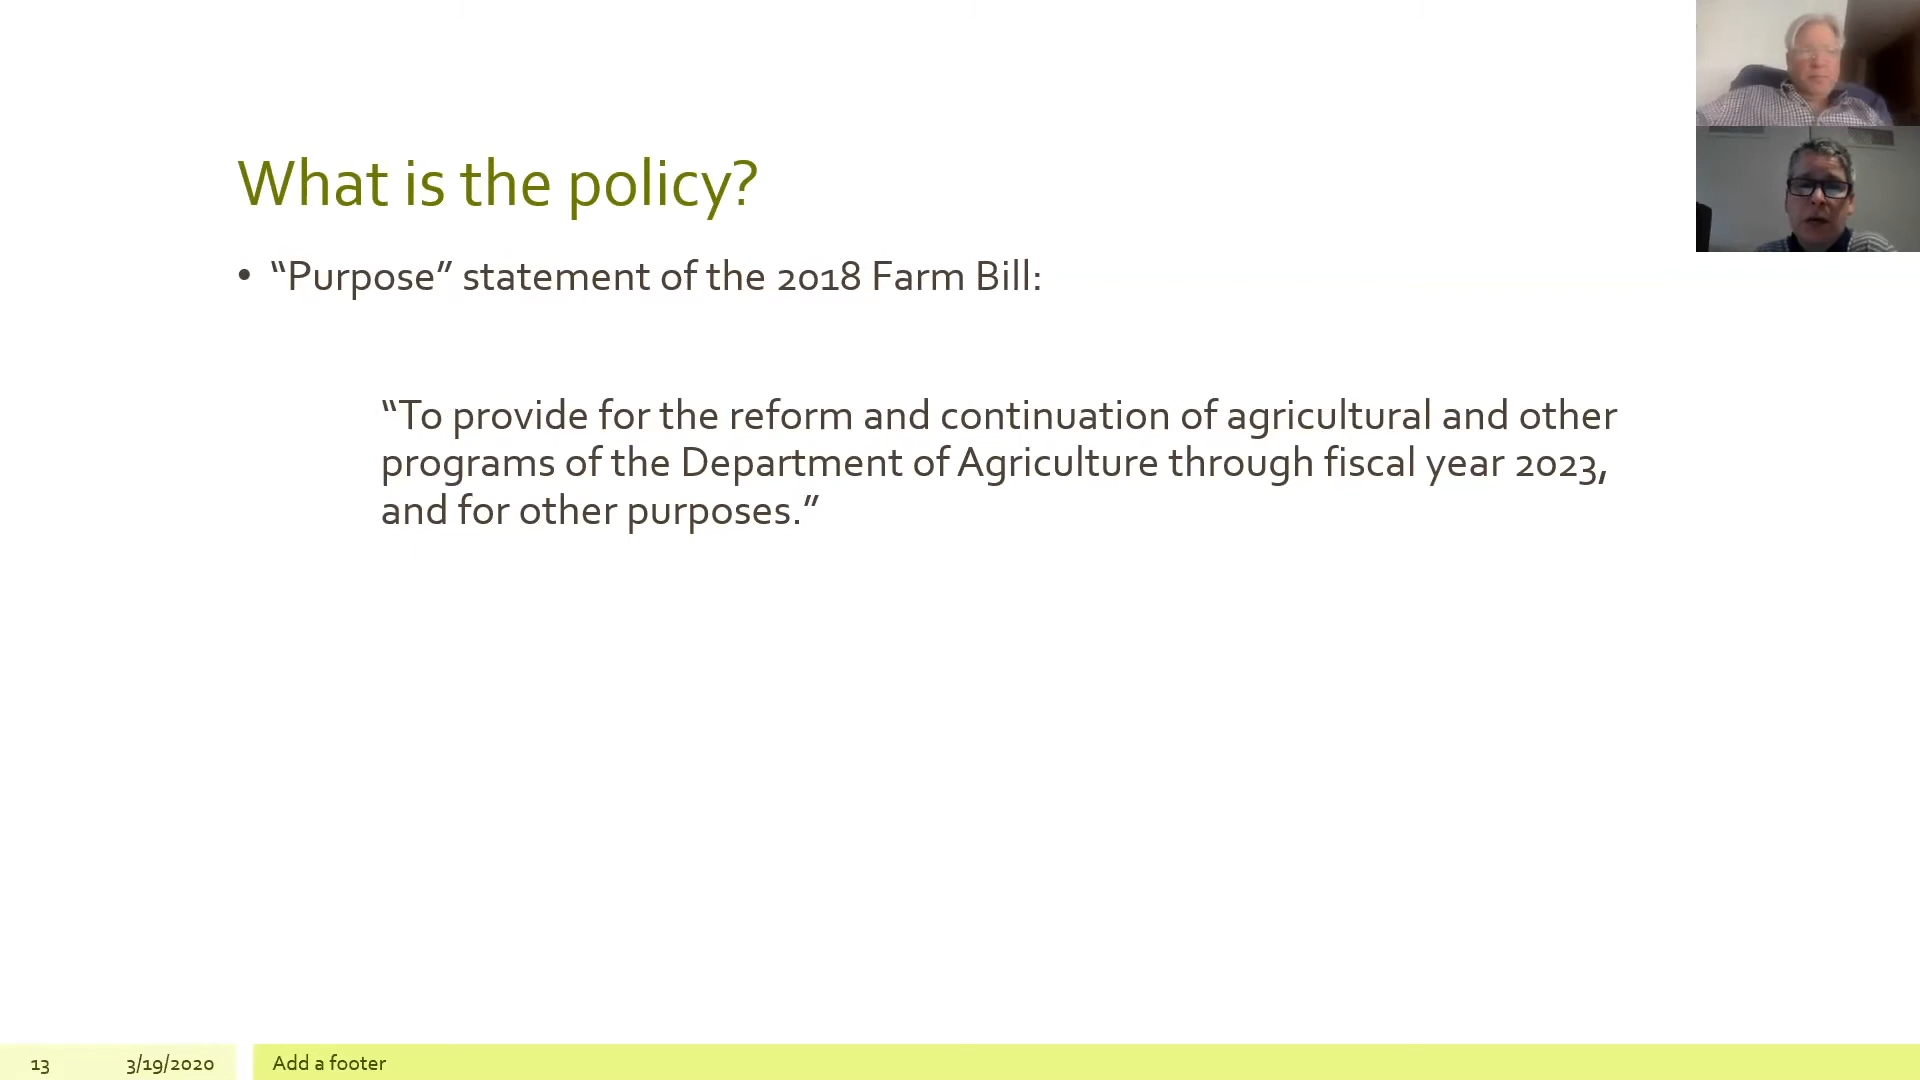 What is the policy?
• “Purpose” statement of the 2018 Farm Bill:
“To provide for the reform and continuation of agricultural and other
programs of the Department of Agriculture through fiscal year 2023,
and for other purposes.”
13 3/19/2020 Add a footer